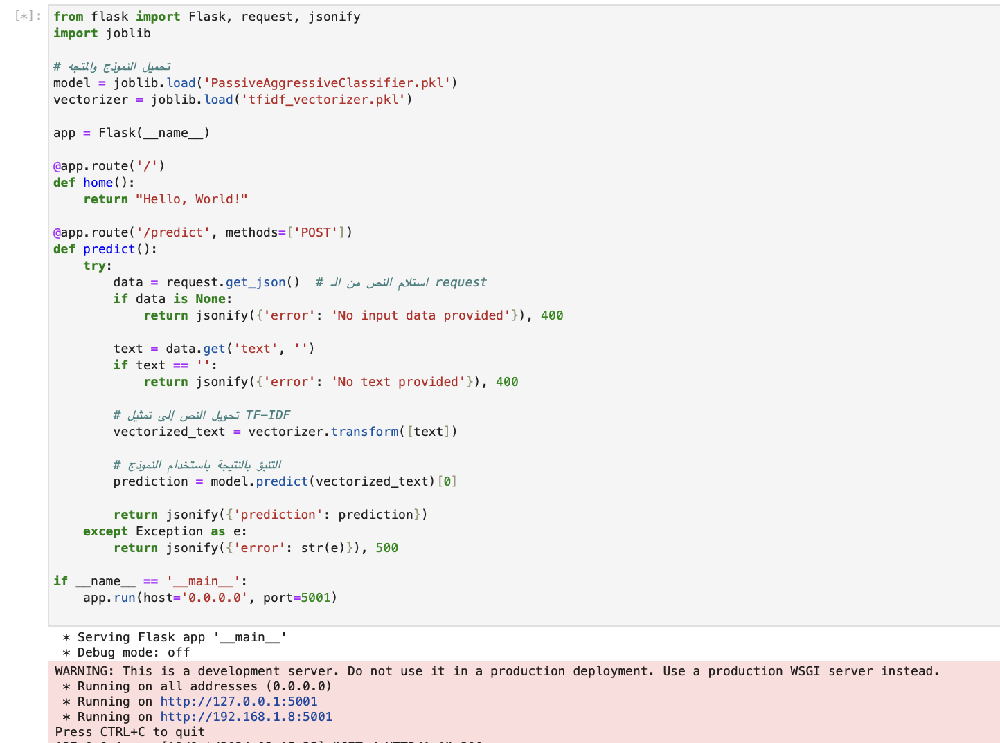 [*]:
from flask import Flask, request, jsonify
import joblib
# تحميل النموذج والمتجه
model = joblib.load('PassiveAggressiveClassifier.pkl')
vectorizer = joblib.load('tfidf_vectorizer.pkl')
app = Flask(__name__)
@app.route('/')
def home():
    return "Hello, World!"
@app.route('/predict', methods=['POST'])
def predict():
    try:
        data = request.get_json()  # استلام النص من الـ request
        if data is None:
            return jsonify({'error': 'No input data provided'}), 400
        text = data.get('text', '')
        if text == '':
            return jsonify({'error': 'No text provided'}), 400
        # تحويل النص إلى تمثيل TF-IDF
        vectorized_text = vectorizer.transform([text])
        # التنبؤ بالنتيجة باستخدام النموذج
        prediction = model.predict(vectorized_text)[0]
        return jsonify({'prediction': prediction})
    except Exception as e:
        return jsonify({'error': str(e)}), 500
if __name__ == '__main__':
    app.run(host='0.0.0.0', port=5001)
 * Serving Flask app '__main__'
 * Debug mode: off
WARNING: This is a development server. Do not use it in a production deployment. Use a production WSGI server instead.
 * Running on all addresses (0.0.0.0)
 * Running on http://127.0.0.1:5001
 * Running on http://192.168.1.8:5001
Press CTRL+C to quit